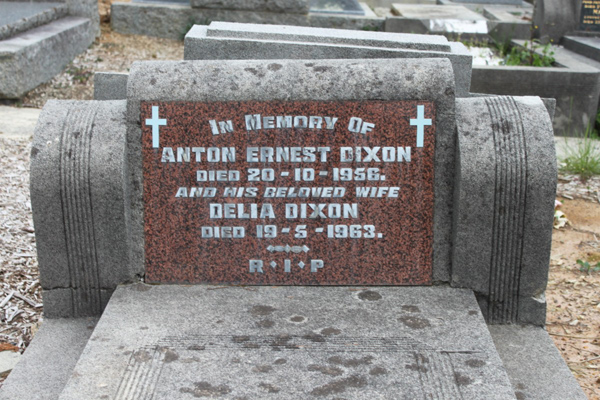 IN MEMORY OF
ANTON ERNEST DIXON
DIED 20-10-1956.
AND HIS BELOVED WIFE
DELIA DIXON
DIED 19-5-1963.
R·I·P